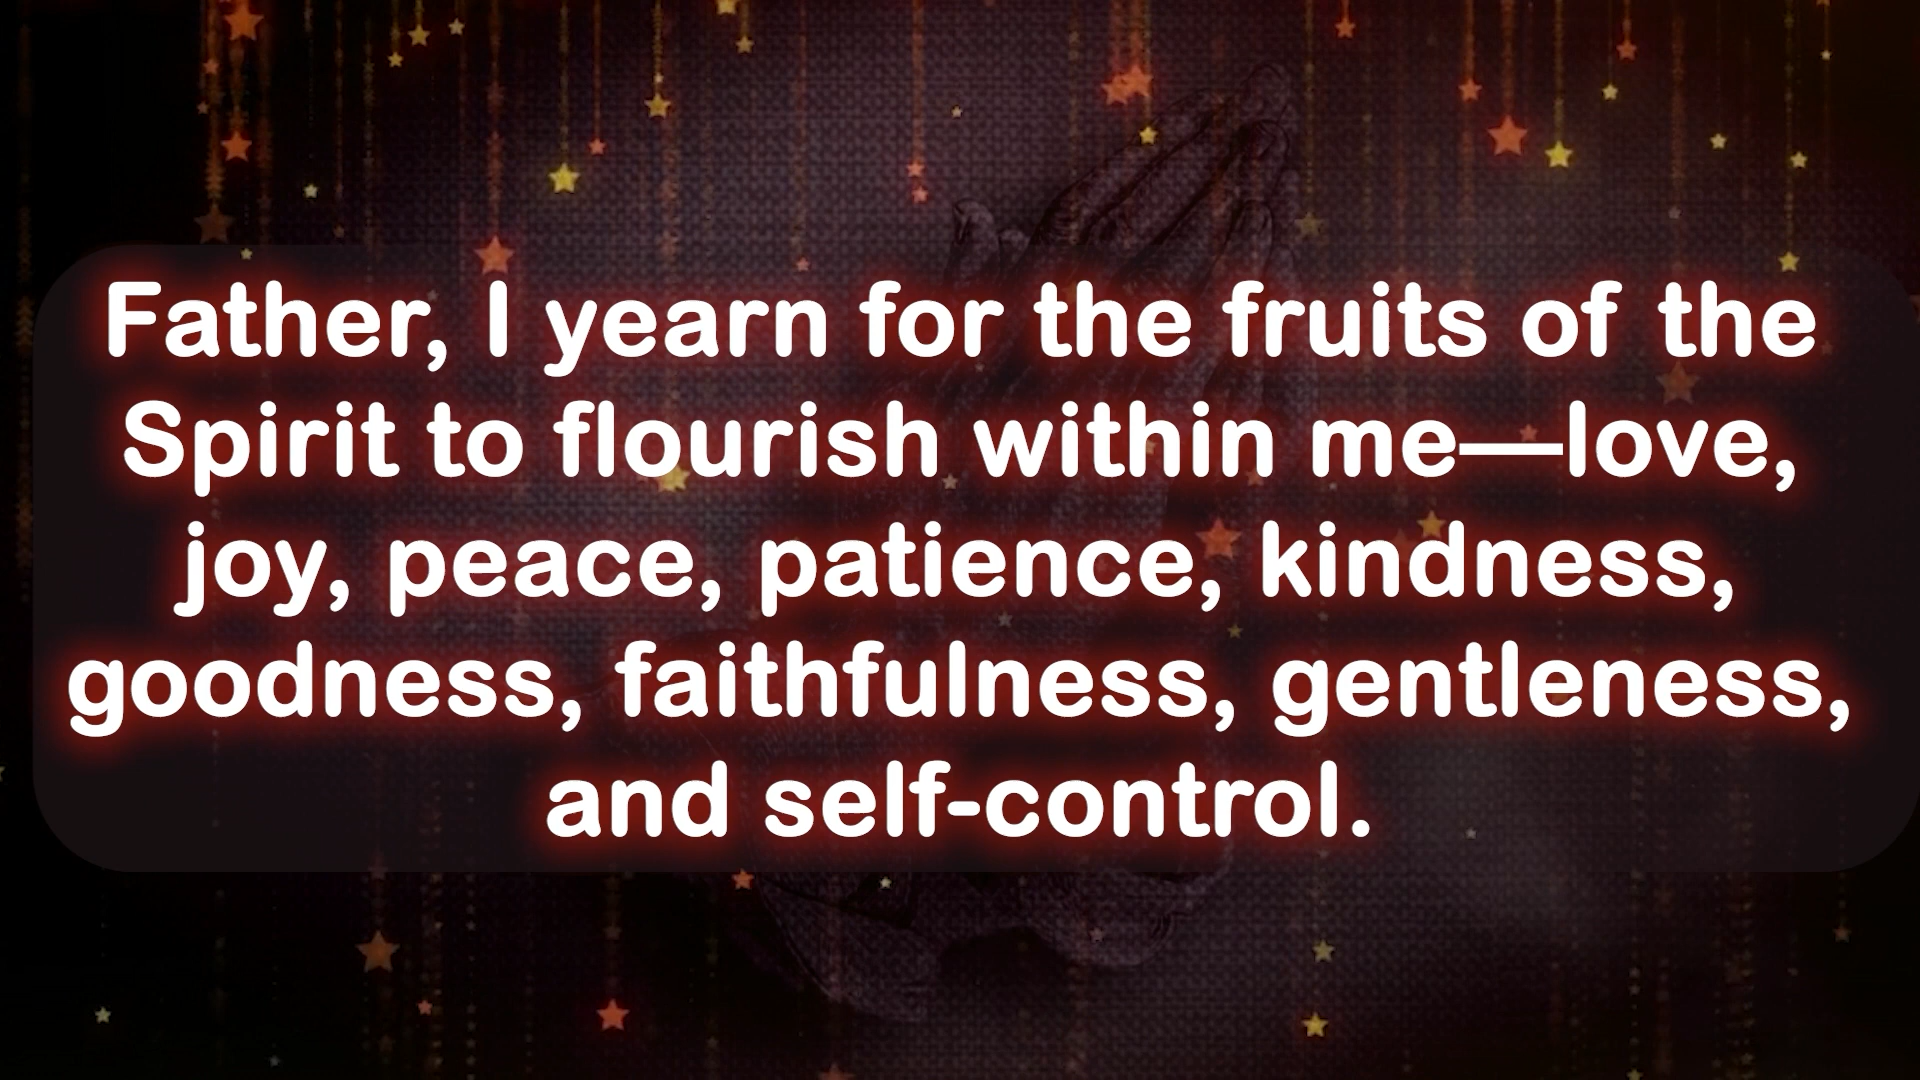 Father, I yearn for the fruits of the
Spirit to flourish within me—love,
joy, peace, patience, kindness,
goodness, faithfulness, gentleness,
and self-control.